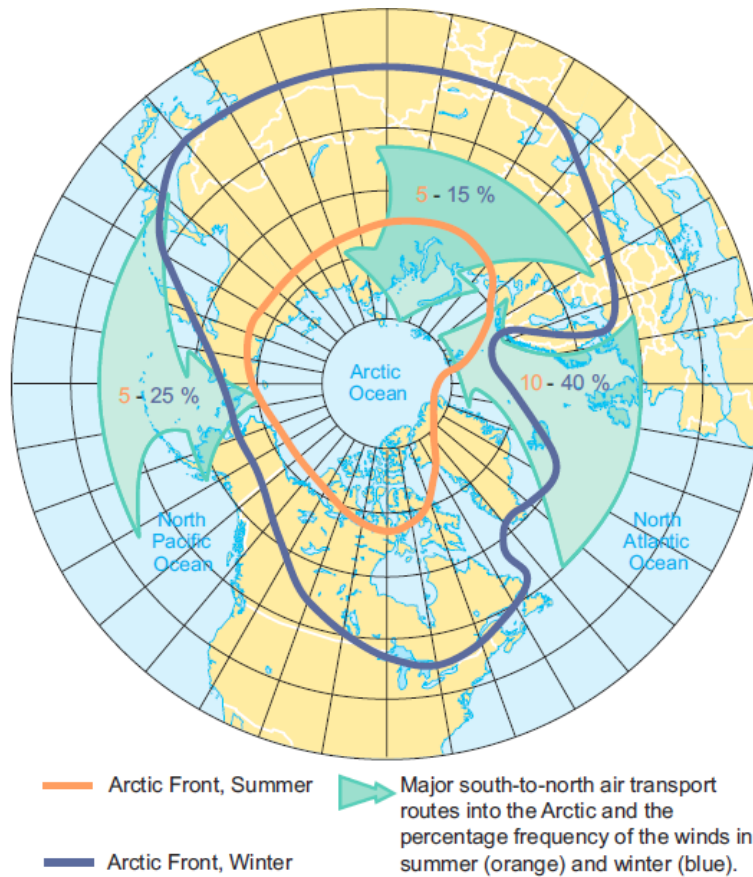 5 - 15 %
Arctic
Ocean
5 - 25 %
10 - 40 %
North
Pacific
Ocean
North
Atlantic
Ocean
Arctic Front, Summer
Major south-to-north air transport
routes into the Arctic and the
percentage frequency of the winds in
summer (orange) and winter (blue).
Arctic Front, Winter